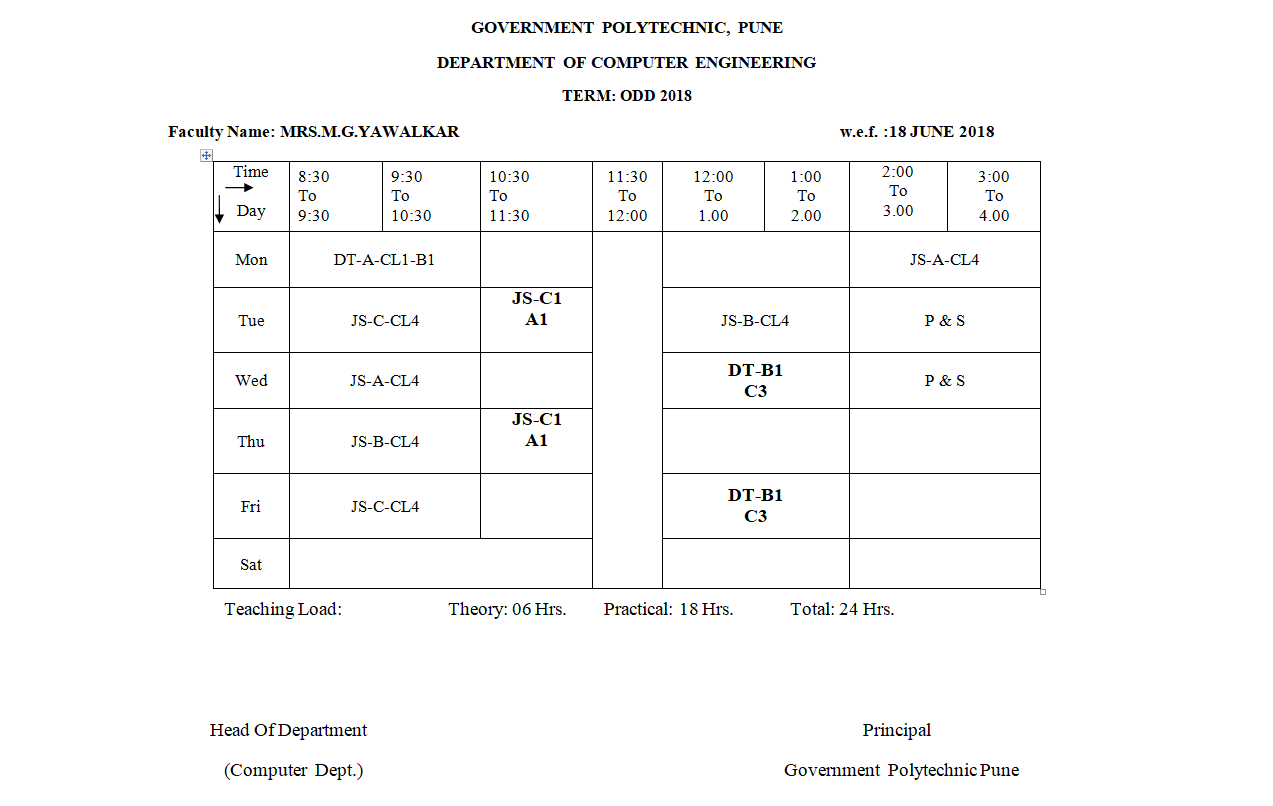 GOVERNMENT POLYTECHNIC, PUNE
DEPARTMENT OF COMPUTER ENGINEERING
TERM: ODD 2018
Faculty Name: MRS.M.G.YAWALKAR w.e.f. :18 JUNE 2018
Time
Day
8:30
To
9:30
9:30
To
10:30
10:30
To
11:30
11:30
To
12:00
12:00
To
1.00
1:00
To
2.00
2:00
To
3.00
3:00
To
4.00
Mon
DT-A-CL1-B1
JS-A-CL4
Tue
JS-C-CL4
JS-C1
A1
JS-B-CL4
P & S
Wed
JS-A-CL4
DT-B1
C3
P & S
Thu
JS-B-CL4
JS-C1
A1
Fri
JS-C-CL4
DT-B1
C3
Sat
Teaching Load: Theory: 06 Hrs. Practical: 18 Hrs. Total: 24 Hrs.
Head Of Department Principal
(Computer Dept.) Government Polytechnic Pune